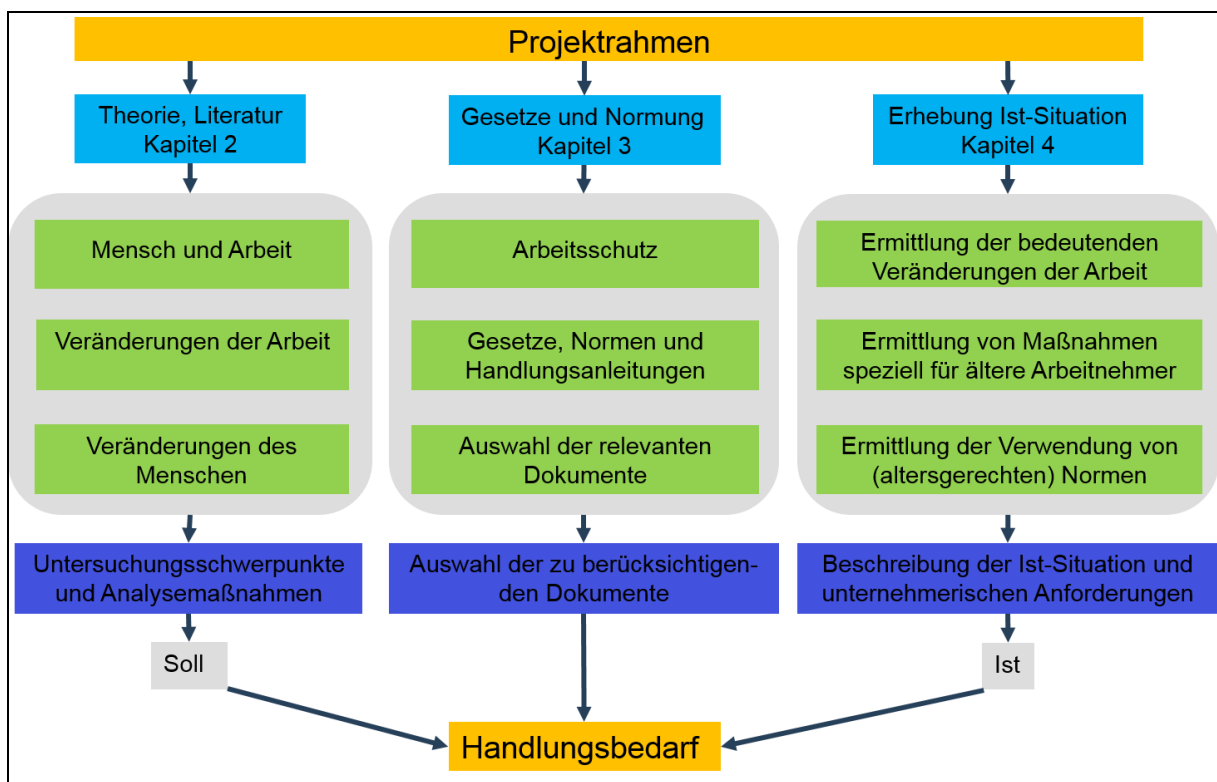 Projektrahmen
Theorie, Literatur
Kapitel 2
Gesetze und Normung
Kapitel 3
Erhebung Ist-Situation
Kapitel 4
Mensch und Arbeit
Veränderungen der Arbeit
Veränderungen des
Menschen
Arbeitsschutz
Gesetze, Normen und
Handlungsanleitungen
Auswahl der relevanten
Dokumente
Ermittlung der bedeutenden
Veränderungen der Arbeit
Ermittlung von Maßnahmen
speziell für ältere Arbeitnehmer
Ermittlung der Verwendung von
(altersgerechten) Normen
Untersuchungsschwerpunkte
und Analysemaßnahmen
Auswahl der zu berücksichtigen-
den Dokumente
Beschreibung der Ist-Situation und
unternehmerischen Anforderungen
Soll
Ist
Handlungsbedarf